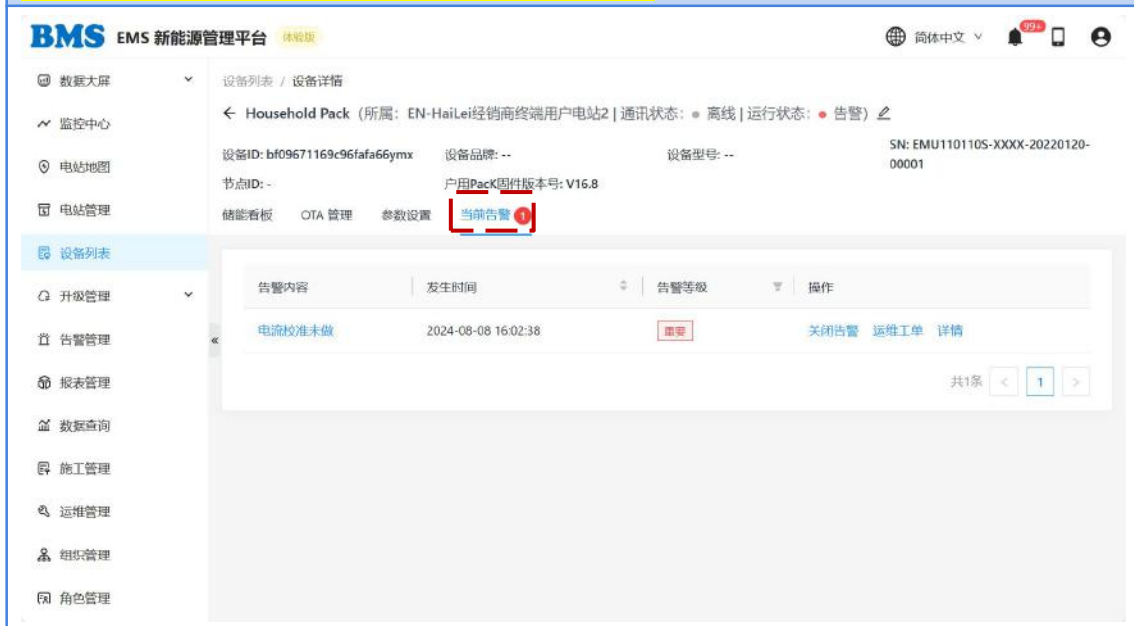 BMS EMS 新能源管理平台 体验版 简体中文 99+
数据大屏
监控中心
电站地图
电站管理
设备列表
升级管理
告警管理
报表管理
数据查询
施工管理
运维管理
组织管理
角色管理
设备列表 / 设备详情
← Household Pack (所属: EN-HaiLei经销商终端用户电站2 | 通讯状态: ● 离线 | 运行状态: ● 告警)
设备ID: bf09671169c96fafa66ymx 设备品牌: -- 设备型号: -- SN: EMU110110S-XXXX-20220120-
00001
节点ID: - 户用PacK固件版本号: V16.8
储能看板 OTA 管理 参数设置 当前告警 1
告警内容 发生时间 告警等级 操作
电流校准未做 2024-08-08 16:02:38 重要 关闭告警 运维工单 详情
共1条 < 1 >
«